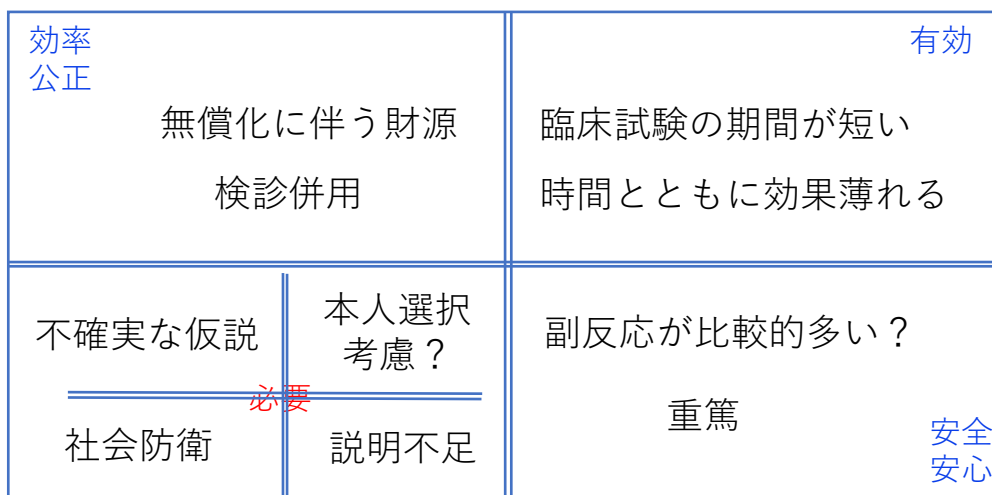 効率
公正
無償化に伴う財源
検診併用
有効
臨床試験の期間が短い
時間とともに効果薄れる
不確実な仮説
本人選択
考慮？
必要
社会防衛
説明不足
副反応が比較的多い？
重篤
安全
安心